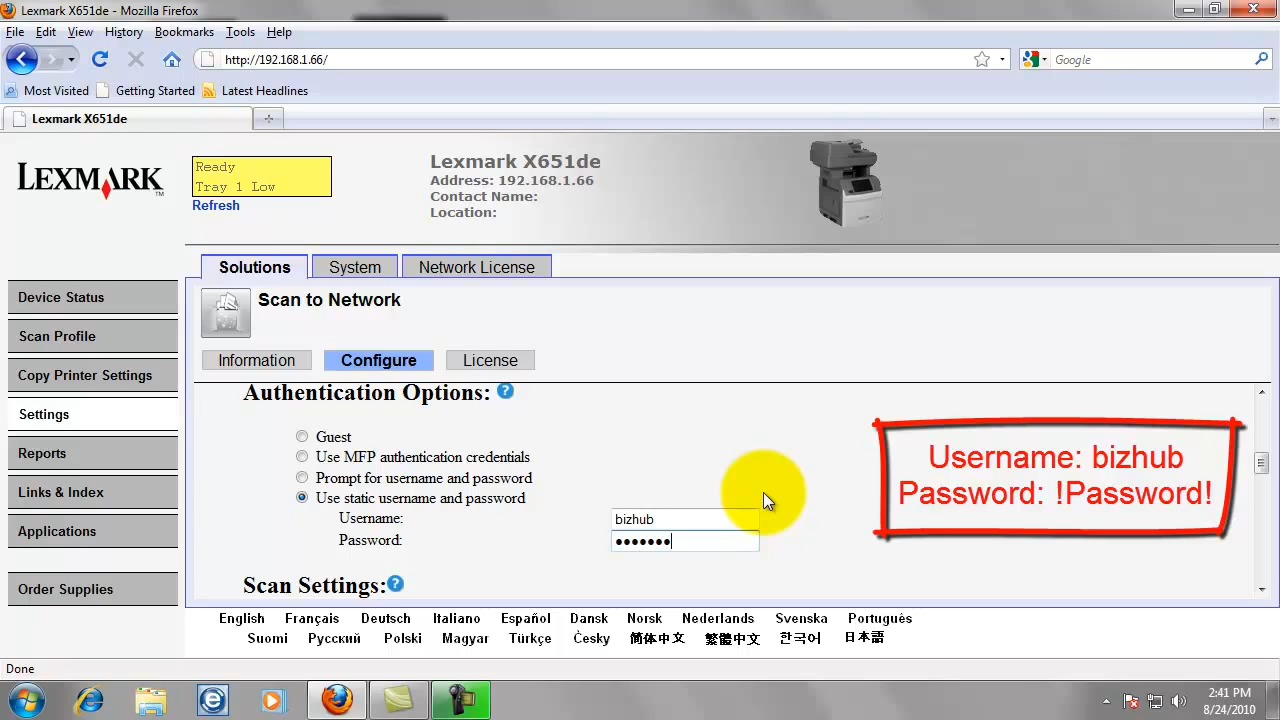 Lexmark X651de - Mozilla Firefox
File Edit View History Bookmarks Tools Help
http://192.168.1.66/
Google
Most Visited Getting Started Latest Headlines
Lexmark X651de
LEXMARK™
Ready
Tray 1 Low
Refresh
Lexmark X651de
Address: 192.168.1.66
Contact Name:
Location:
Solutions System Network License
Device Status
Scan Profile
Copy Printer Settings
Settings
Reports
Links & Index
Applications
Order Supplies
Scan to Network
Information Configure License
Authentication Options: ?
Guest
Use MFP authentication credentials
Prompt for username and password
Use static username and password
Username: bizhub
Password: •••••••
Username: bizhub
Password: !Password!
Scan Settings: ?
English Français Deutsch Italiano Español Dansk Norsk Nederlands Svenska Português
Suomi Русский Polski Magyar Türkçe Česky 简体中文 繁體中文 한국어 日本語
Done
2:41 PM
8/24/2010